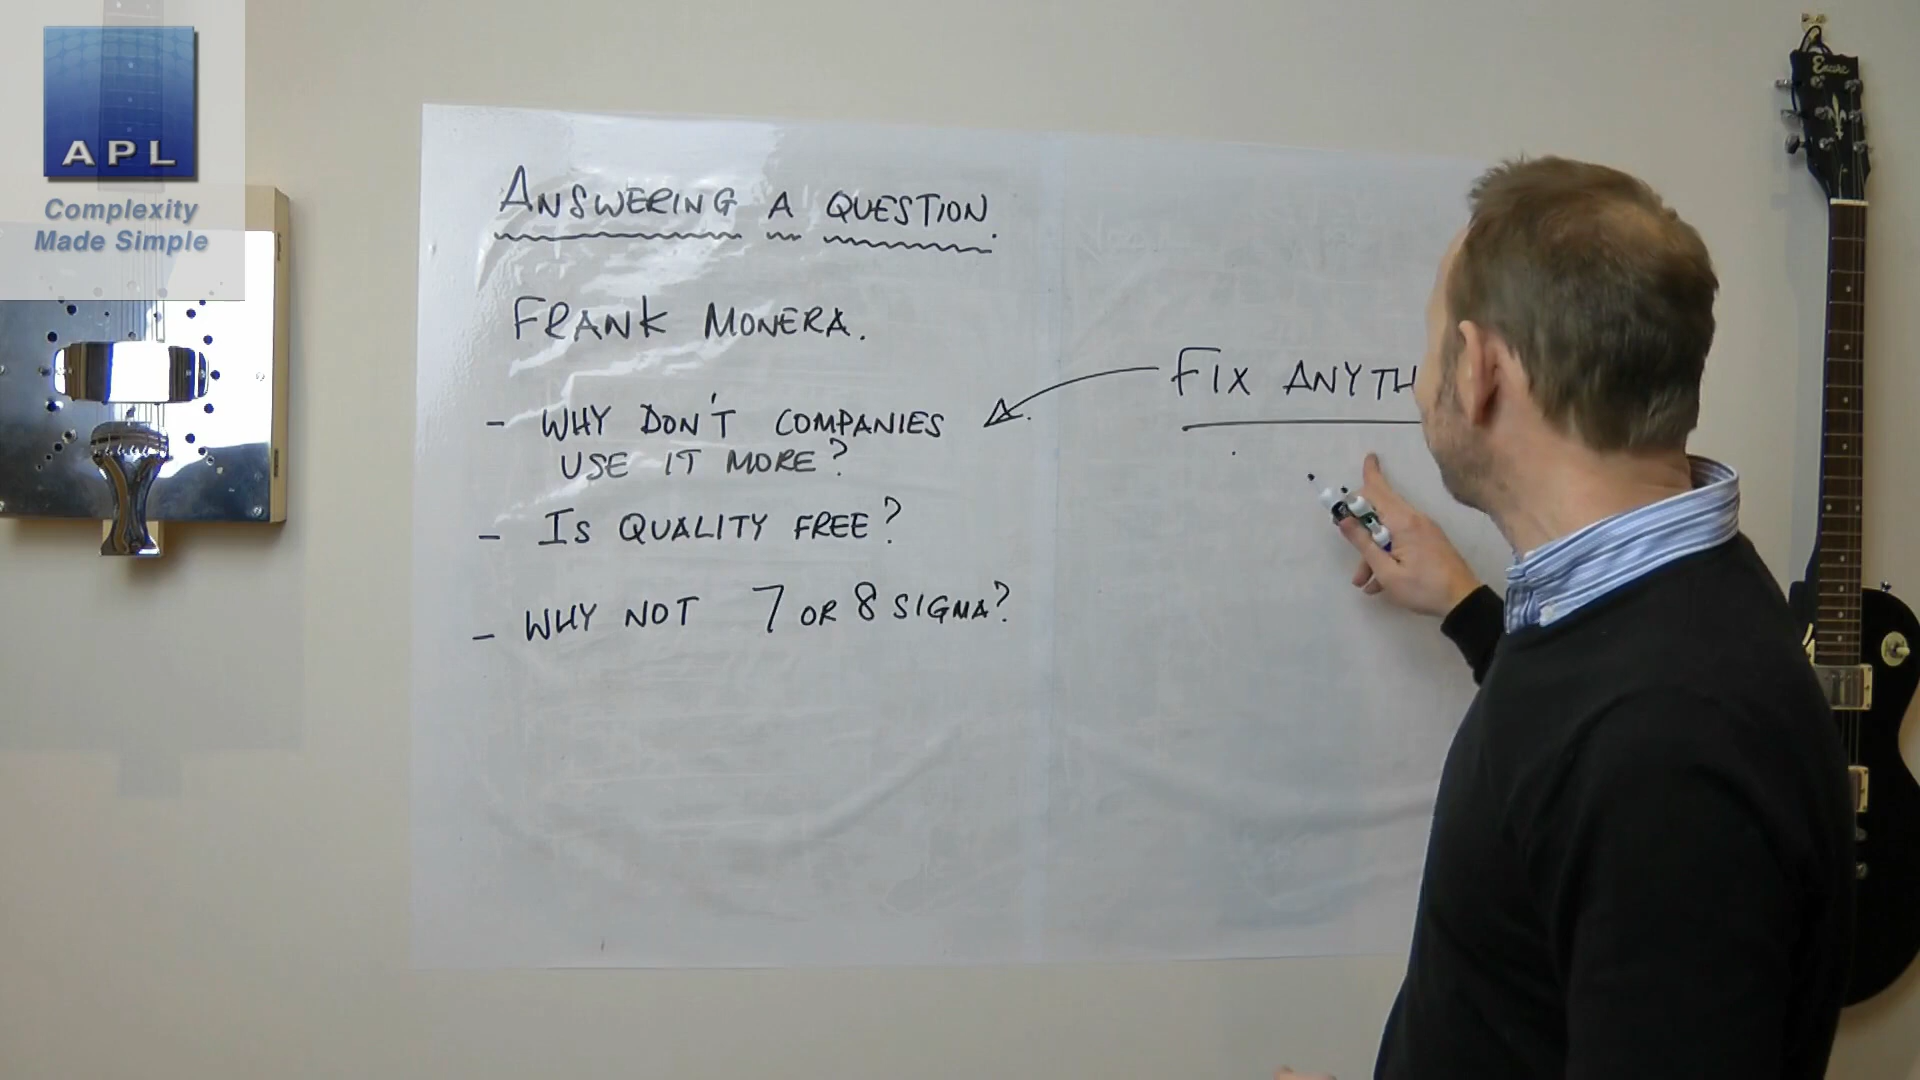 APL
Complexity
Made Simple
ANSWERING A QUESTION.
FRANK MONERA.
- WHY DON'T COMPANIES
USE IT MORE?
- IS QUALITY FREE?
- WHY NOT 7 OR 8 SIGMA?
FIX ANYTH
Encore